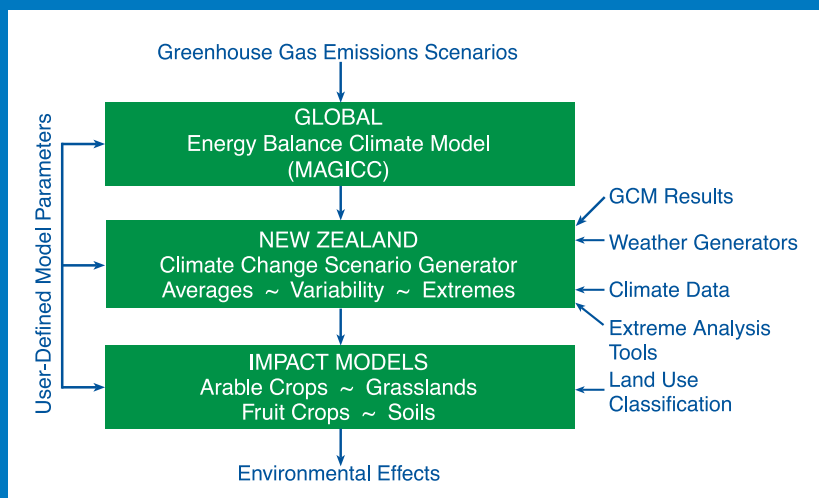 Greenhouse Gas Emissions Scenarios
User-Defined Model Parameters
GLOBAL
Energy Balance Climate Model
(MAGICC)
NEW ZEALAND
Climate Change Scenario Generator
Averages ~ Variability ~ Extremes
GCM Results
Weather Generators
Climate Data
Extreme Analysis
Tools
IMPACT MODELS
Arable Crops ~ Grasslands
Fruit Crops ~ Soils
Land Use
Classification
Environmental Effects